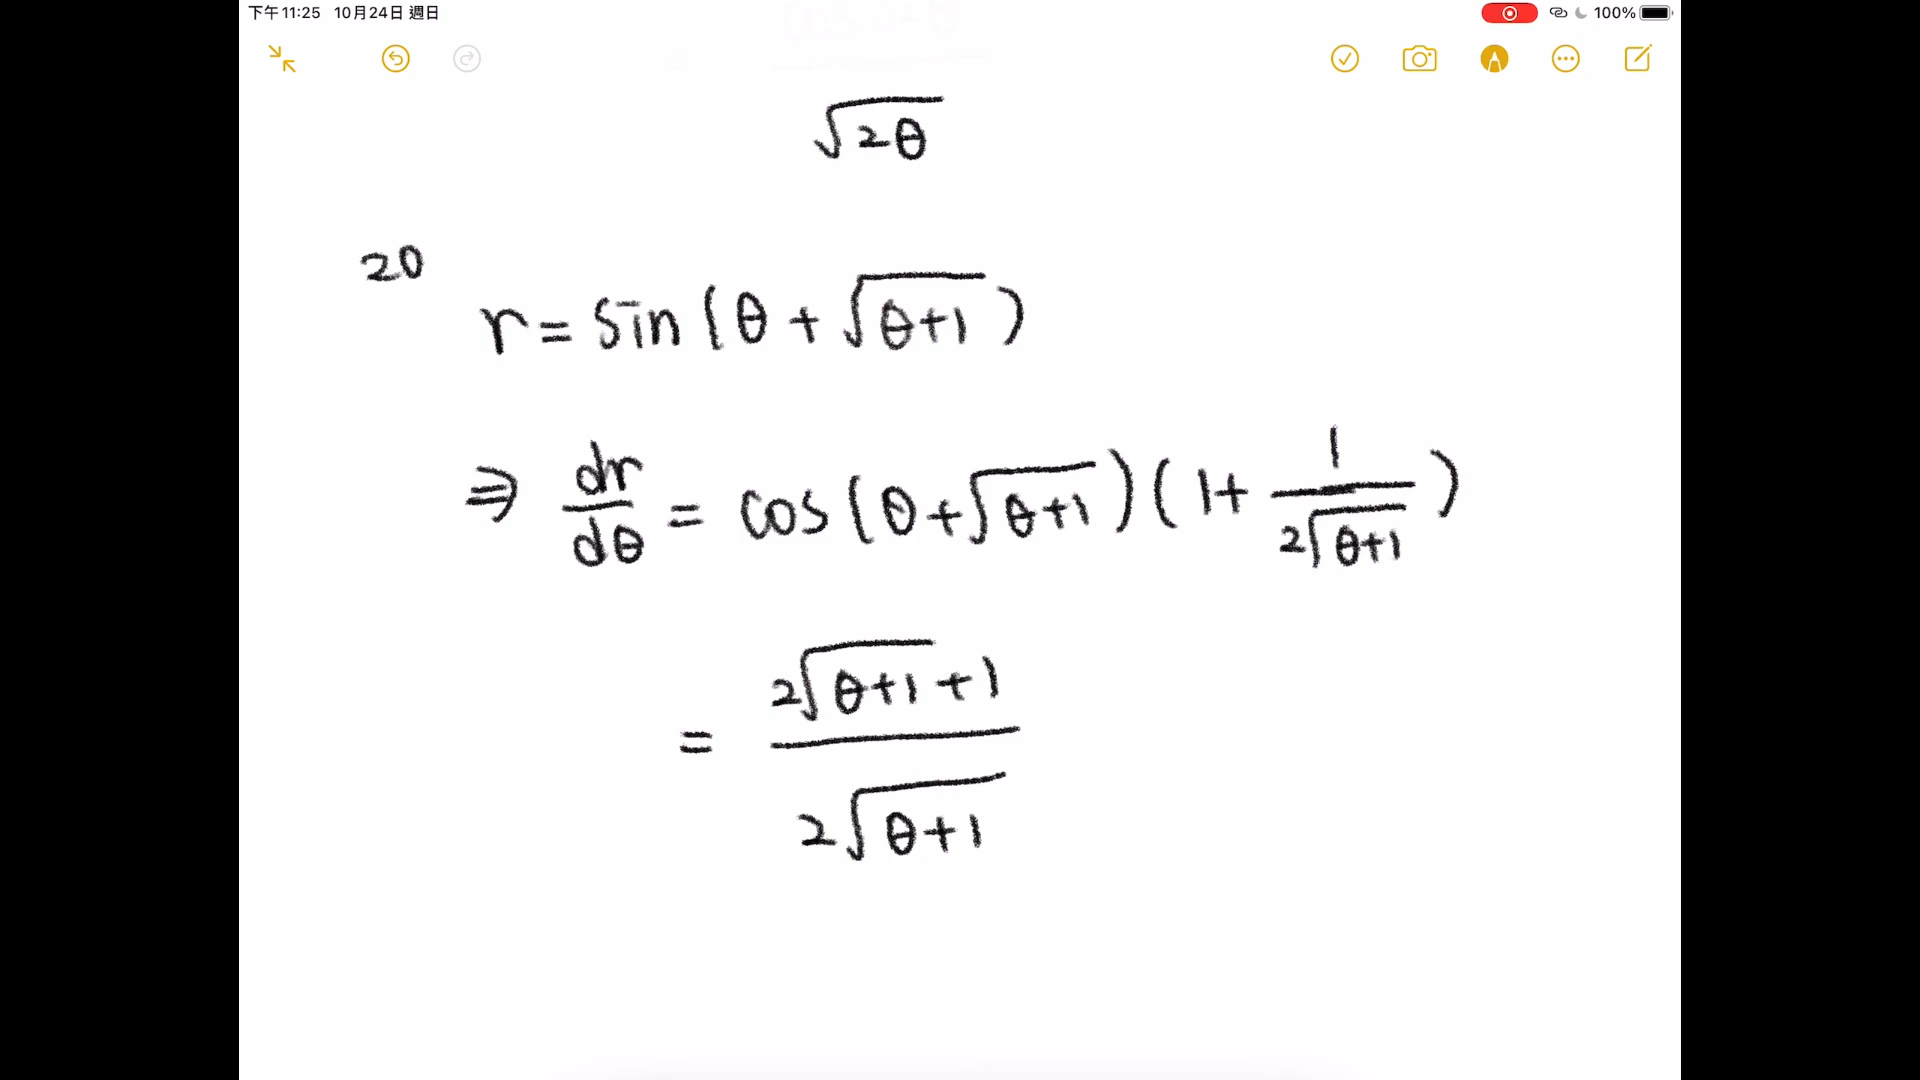 下午11:25 10月24日 週日 100%
√2θ
20
r = sin(θ + √θ+1)
⇒ dr/dθ = cos(θ + √θ+1)(1 + 1/2√θ+1)
= 2√θ+1 + 1 / 2√θ+1